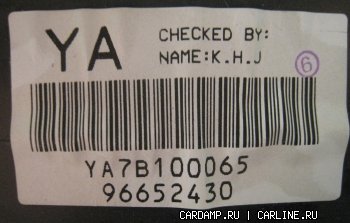 YA
CHECKED BY:
NAME:K.H.J
6
YA7B100065
96652430
CARDAMP.RU | CARLINE.RU